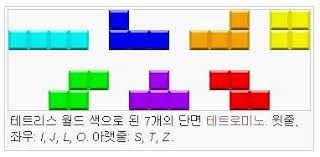 테트리스 월드 색으로 된 7개의 단면 테트로미노. 윗줄,
좌우: I, J, L, O. 아랫줄: S, T, Z.